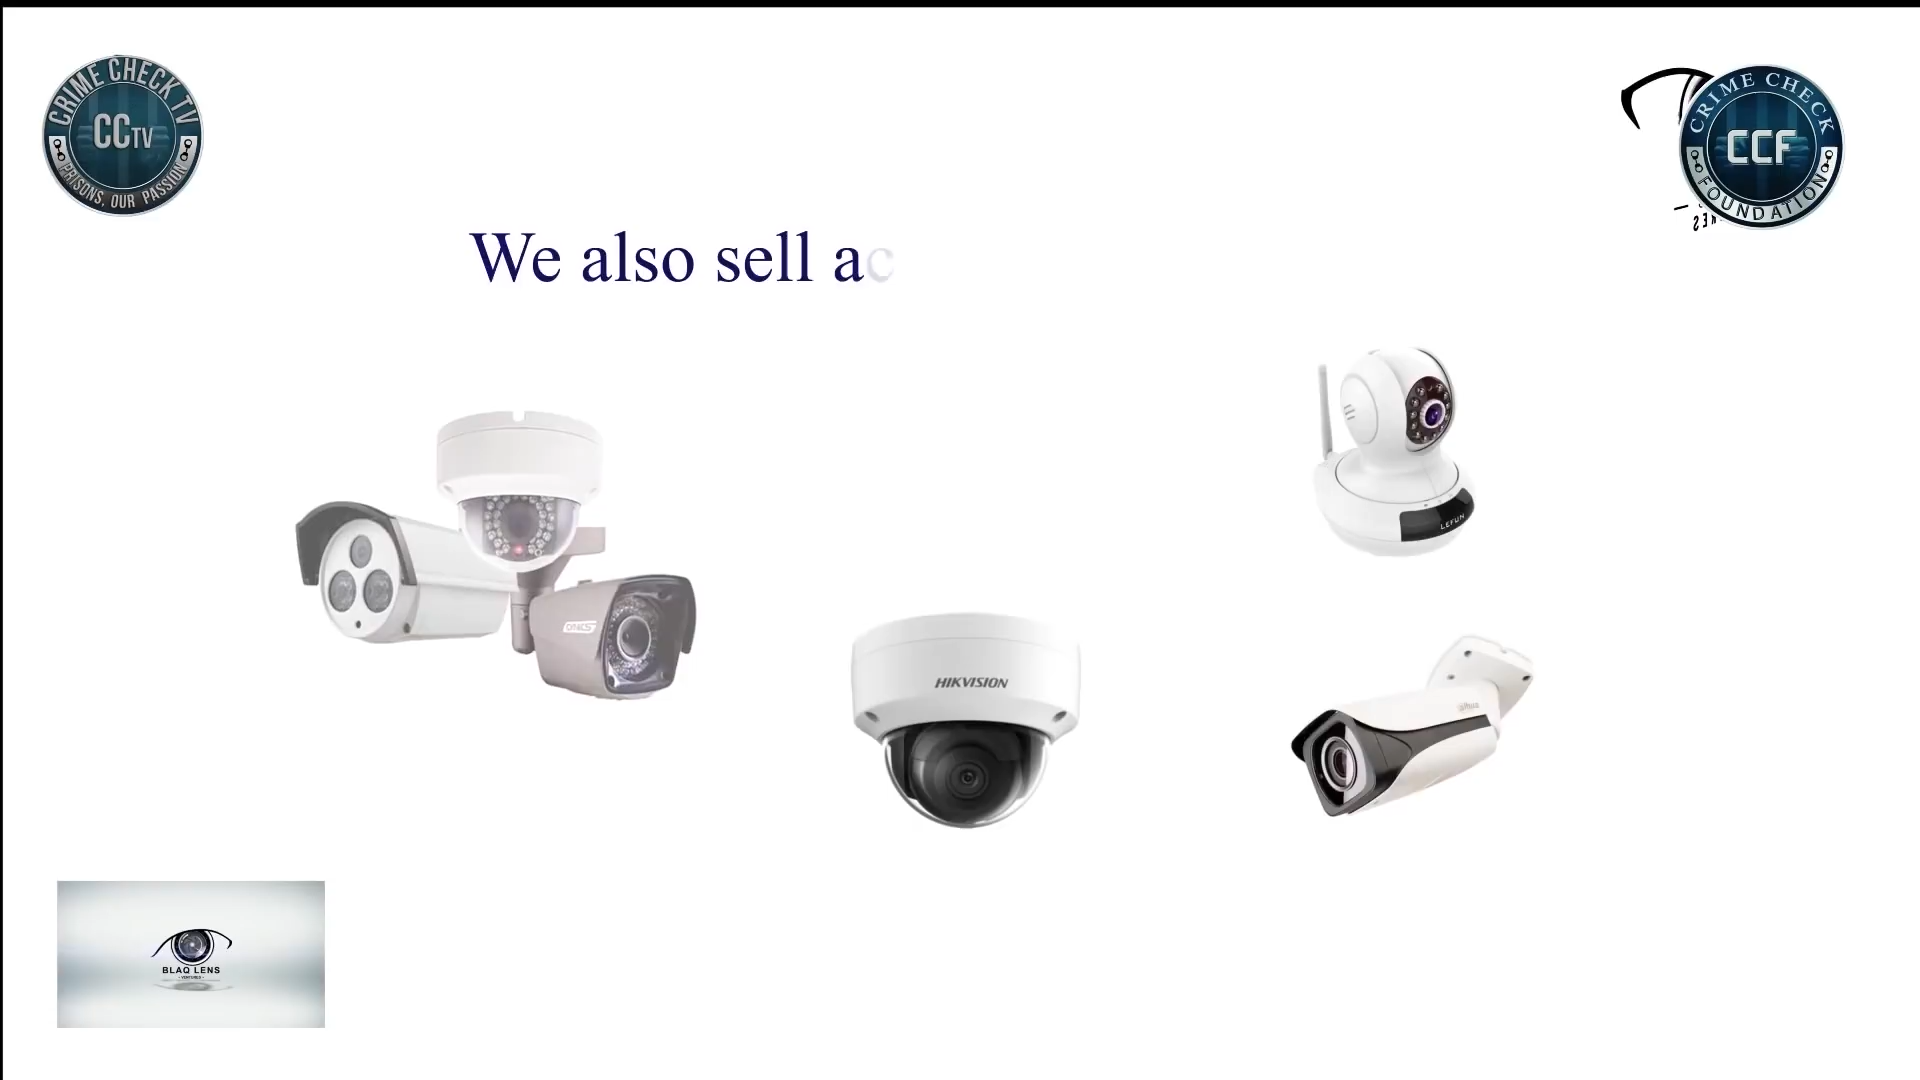 CRIME CHECK TV
CCTV
PRISONS, OUR PASSION
CRIME CHECK
CCF
FOUNDATION
We also sell ac
LEFUN
HIKVISION
alhua
BLAQ LENS
- VENTURES -